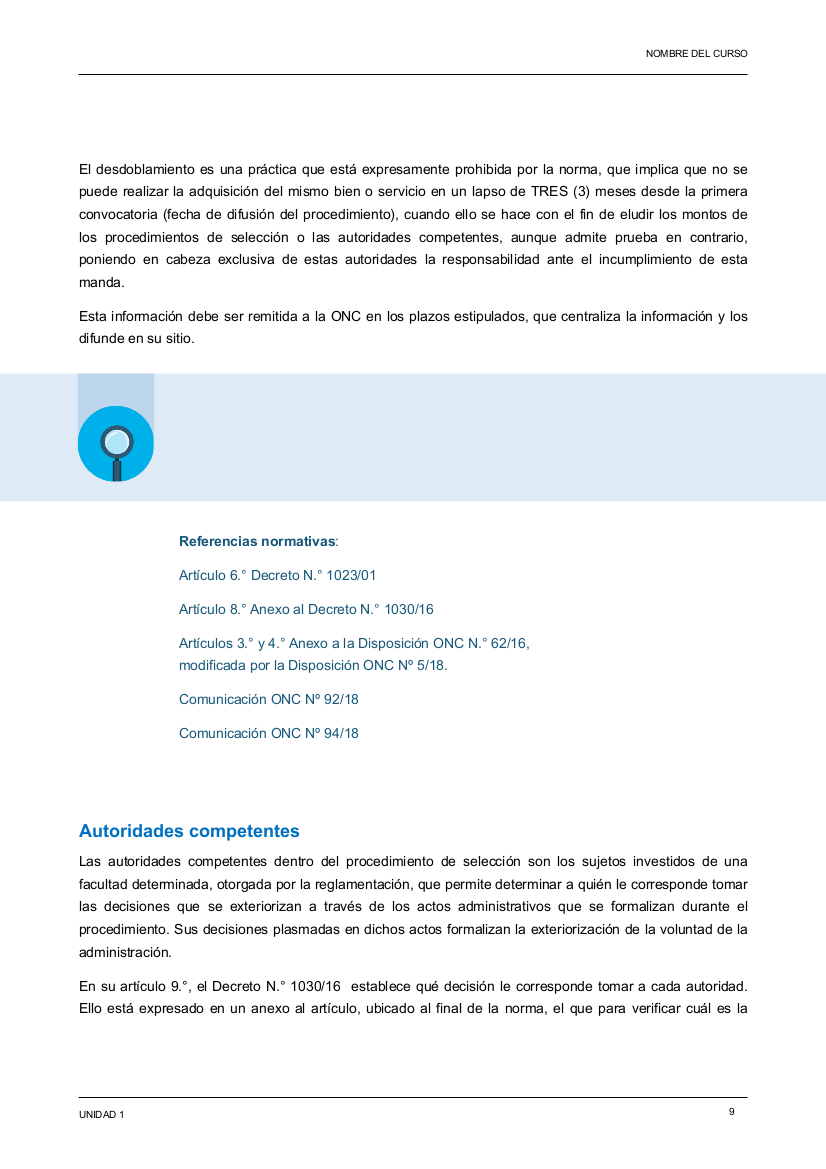 NOMBRE DEL CURSO
El desdoblamiento es una práctica que está expresamente prohibida por la norma, que implica que no se
puede realizar la adquisición del mismo bien o servicio en un lapso de TRES (3) meses desde la primera
convocatoria (fecha de difusión del procedimiento), cuando ello se hace con el fin de eludir los montos de
los procedimientos de selección o las autoridades competentes, aunque admite prueba en contrario,
poniendo en cabeza exclusiva de estas autoridades la responsabilidad ante el incumplimiento de esta
manda.
Esta información debe ser remitida a la ONC en los plazos estipulados, que centraliza la información y los
difunde en su sitio.
Referencias normativas:
Artículo 6.° Decreto N.° 1023/01
Artículo 8.° Anexo al Decreto N.° 1030/16
Artículos 3.° y 4.° Anexo a la Disposición ONC N.° 62/16,
modificada por la Disposición ONC Nº 5/18.
Comunicación ONC Nº 92/18
Comunicación ONC Nº 94/18
Autoridades competentes
Las autoridades competentes dentro del procedimiento de selección son los sujetos investidos de una
facultad determinada, otorgada por la reglamentación, que permite determinar a quién le corresponde tomar
las decisiones que se exteriorizan a través de los actos administrativos que se formalizan durante el
procedimiento. Sus decisiones plasmadas en dichos actos formalizan la exteriorización de la voluntad de la
administración.
En su artículo 9.°, el Decreto N.° 1030/16  establece qué decisión le corresponde tomar a cada autoridad.
Ello está expresado en un anexo al artículo, ubicado al final de la norma, el que para verificar cuál es la
UNIDAD 1
9